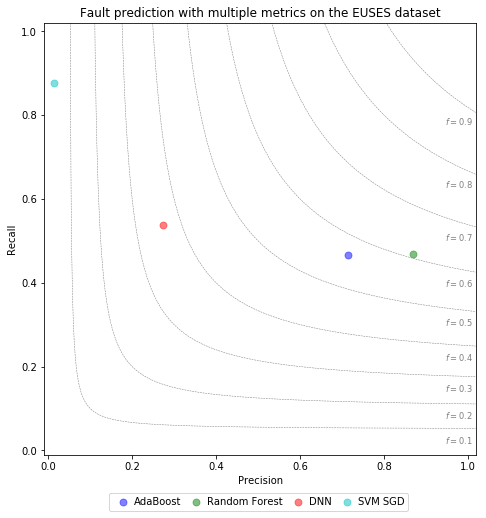 Fault prediction with multiple metrics on the EUSES dataset
1.0
0.8
0.6
0.4
0.2
0.0
Recall
f = 0.9
f = 0.8
f = 0.7
f = 0.6
f = 0.5
f = 0.4
f = 0.3
f = 0.2
f = 0.1
0.0 0.2 0.4 0.6 0.8 1.0
Precision
AdaBoost Random Forest DNN SVM SGD